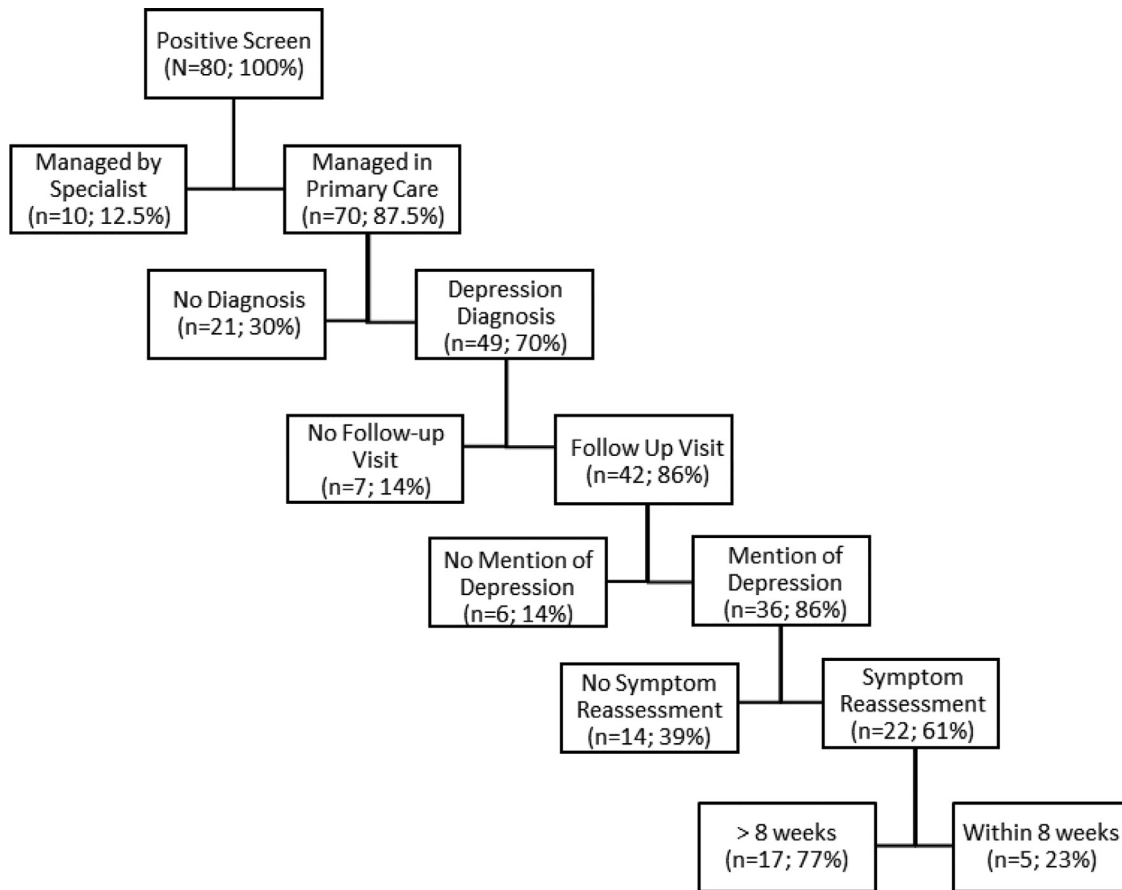 Positive Screen
(N=80; 100%)
Managed by
Specialist
(n=10; 12.5%)
Managed in
Primary Care
(n=70; 87.5%)
No Diagnosis
(n=21; 30%)
Depression
Diagnosis
(n=49; 70%)
No Follow-up
Visit
(n=7; 14%)
Follow Up Visit
(n=42; 86%)
No Mention of
Depression
(n=6; 14%)
Mention of
Depression
(n=36; 86%)
No Symptom
Reassessment
(n=14; 39%)
Symptom
Reassessment
(n=22; 61%)
> 8 weeks
(n=17; 77%)
Within 8 weeks
(n=5; 23%)